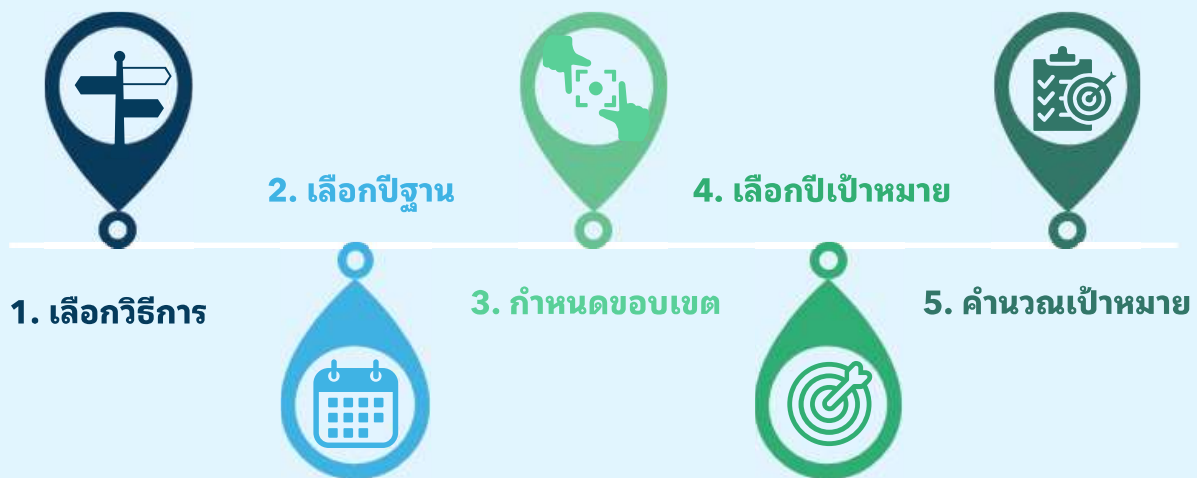 1. เลือกวิธีการ
2. เลือกปีฐาน
3. กำหนดขอบเขต
4. เลือกปีเป้าหมาย
5. คำนวณเป้าหมาย